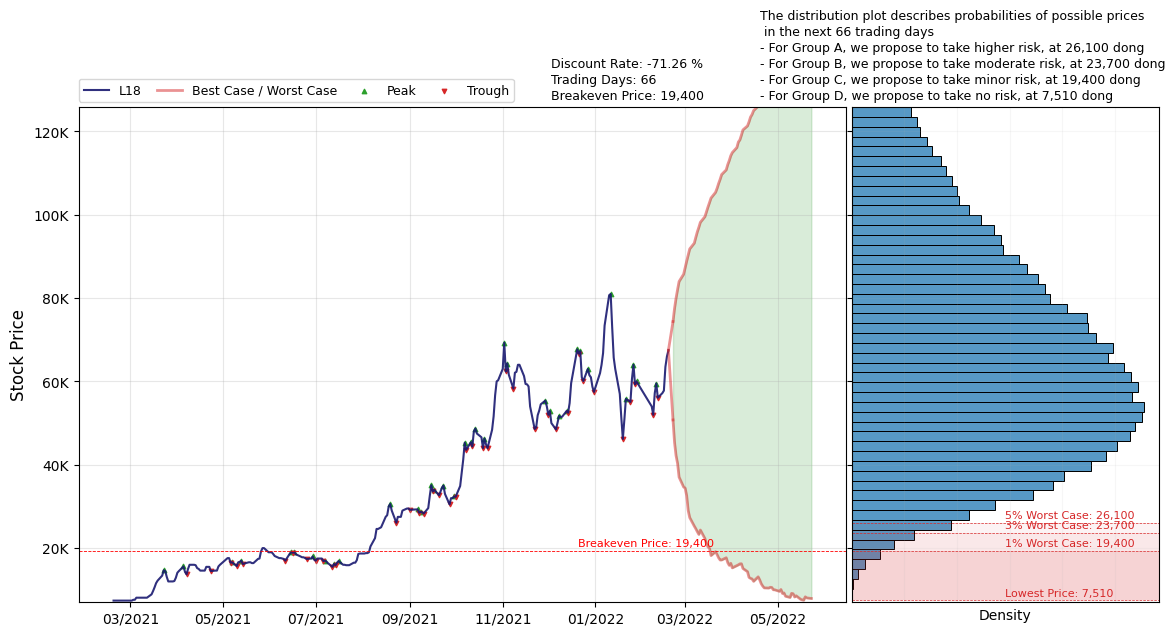 The distribution plot describes probabilities of possible prices
in the next 66 trading days
- For Group A, we propose to take higher risk, at 26,100 dong
- For Group B, we propose to take moderate risk, at 23,700 dong
- For Group C, we propose to take minor risk, at 19,400 dong
- For Group D, we propose to take no risk, at 7,510 dong
Discount Rate: -71.26 %
Trading Days: 66
Breakeven Price: 19,400
L18 Best Case / Worst Case Peak Trough
Stock Price
120K
100K
80K
60K
40K
20K
Breakeven Price: 19,400
5% Worst Case: 26,100
3% Worst Case: 23,700
1% Worst Case: 19,400
Lowest Price: 7,510
03/2021 05/2021 07/2021 09/2021 11/2021 01/2022 03/2022 05/2022
Density